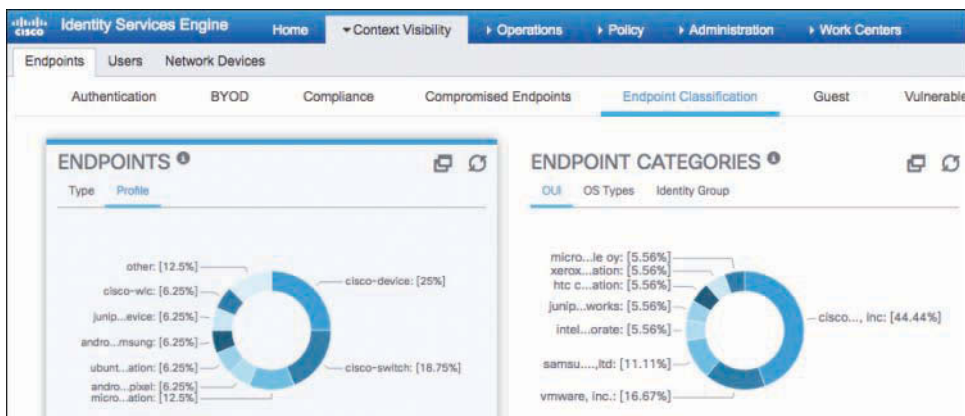 cisco Identity Services Engine Home Context Visibility Operations Policy Administration Work Centers
Endpoints Users Network Devices
Authentication BYOD Compliance Compromised Endpoints Endpoint Classification Guest Vulnerable
ENDPOINTS
Type Profile
other: [12.5%]
cisco-wlc: [6.25%]
junip...evice: [6.25%]
andro...msung: [6.25%]
ubunt...ation: [6.25%]
andro...pixel: [6.25%]
micro...ation: [12.5%]
cisco-device: [25%]
cisco-switch: [18.75%]
ENDPOINT CATEGORIES
OUI OS Types Identity Group
micro...le oy: [5.56%]
xerox...ation: [5.56%]
htc c...ation: [5.56%]
junip...works: [5.56%]
intel...orate: [5.56%]
samsu...,ltd: [11.11%]
vmware, inc.: [16.67%]
cisco..., inc: [44.44%]